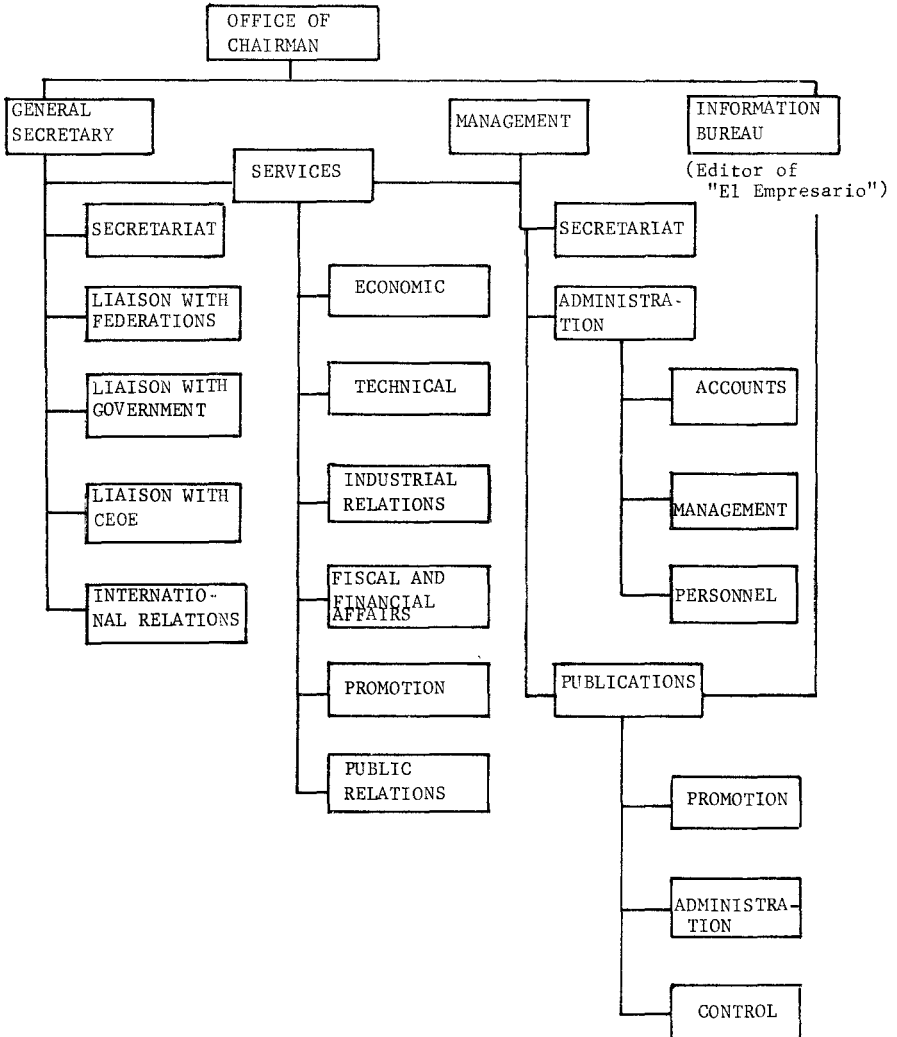 OFFICE OF
CHAIRMAN
GENERAL
SECRETARY
MANAGEMENT
INFORMATION
BUREAU
(Editor of
"El Empresario")
SERVICES
SECRETARIAT
LIAISON WITH
FEDERATIONS
LIAISON WITH
GOVERNMENT
LIAISON WITH
CEOE
INTERNATIO-
NAL RELATIONS
ECONOMIC
TECHNICAL
INDUSTRIAL
RELATIONS
FISCAL AND
FINANCIAL
AFFAIRS
PROMOTION
PUBLIC
RELATIONS
SECRETARIAT
ADMINISTRA-
TION
ACCOUNTS
MANAGEMENT
PERSONNEL
PUBLICATIONS
PROMOTION
ADMINISTRA-
TION
CONTROL